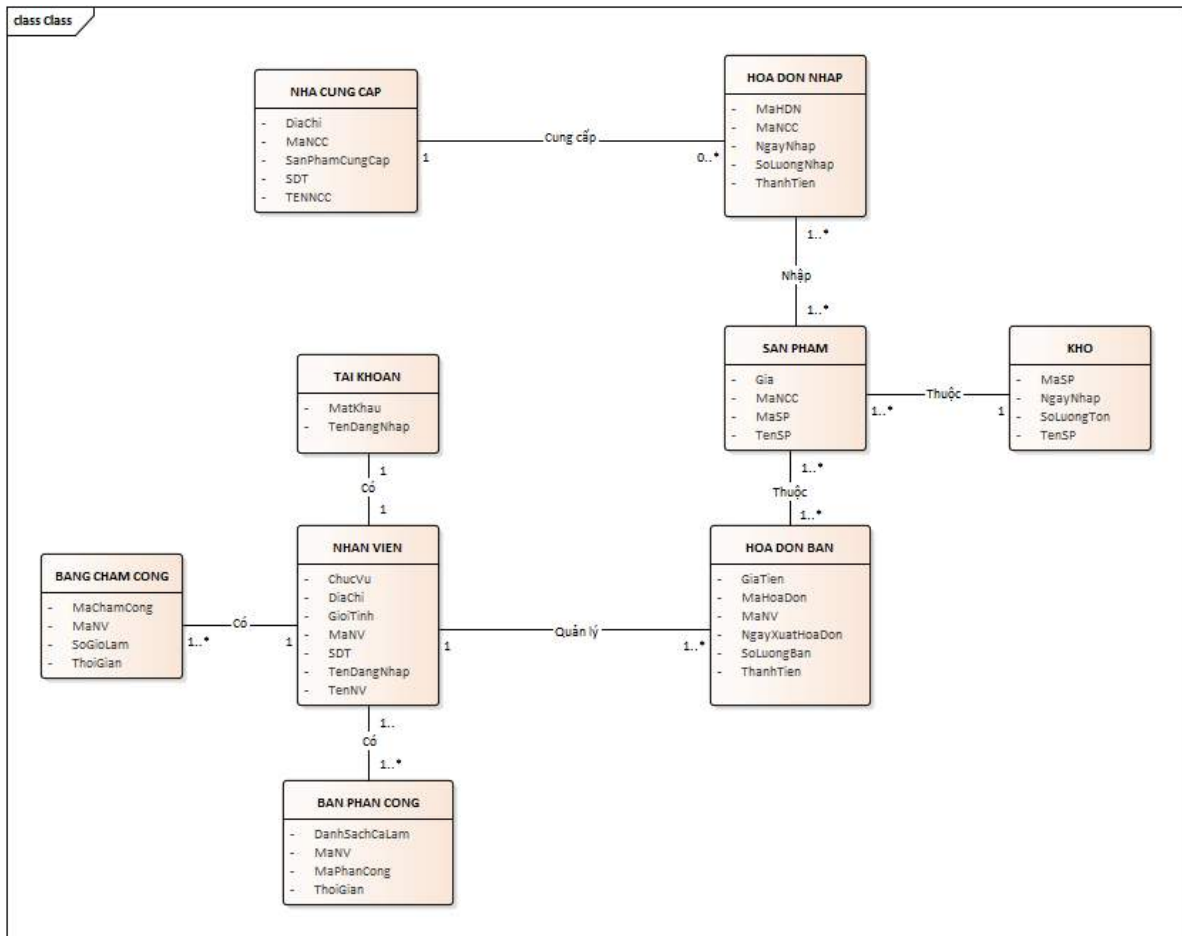 class Class
NHA CUNG CAP
- DiaChi
- MaNCC
- SanPhamCungCap
- SDT
- TENNCC
1
Cung cấp
0..*
HOA DON NHAP
- MaHDN
- MaNCC
- NgayNhap
- SoLuongNhap
- ThanhTien
1..*
Nhập
1..*
SAN PHAM
- Gia
- MaNCC
- MaSP
- TenSP
1..*
Thuộc
1
KHO
- MaSP
- NgayNhap
- SoLuongTon
- TenSP
TAI KHOAN
- MatKhau
- TenDangNhap
1
Có
1
1..*
Thuộc
1..*
NHAN VIEN
- ChucVu
- DiaChi
- GioiTinh
- MaNV
- SDT
- TenDangNhap
- TenNV
BANG CHAM CONG
- MaChamCong
- MaNV
- SoGioLam
- ThoiGian
1..*
Có
1
1
Quản lý
1..*
HOA DON BAN
- GiaTien
- MaHoaDon
- MaNV
- NgayXuatHoaDon
- SoLuongBan
- ThanhTien
1..
Có
1..*
BAN PHAN CONG
- DanhSachCaLam
- MaNV
- MaPhanCong
- ThoiGian